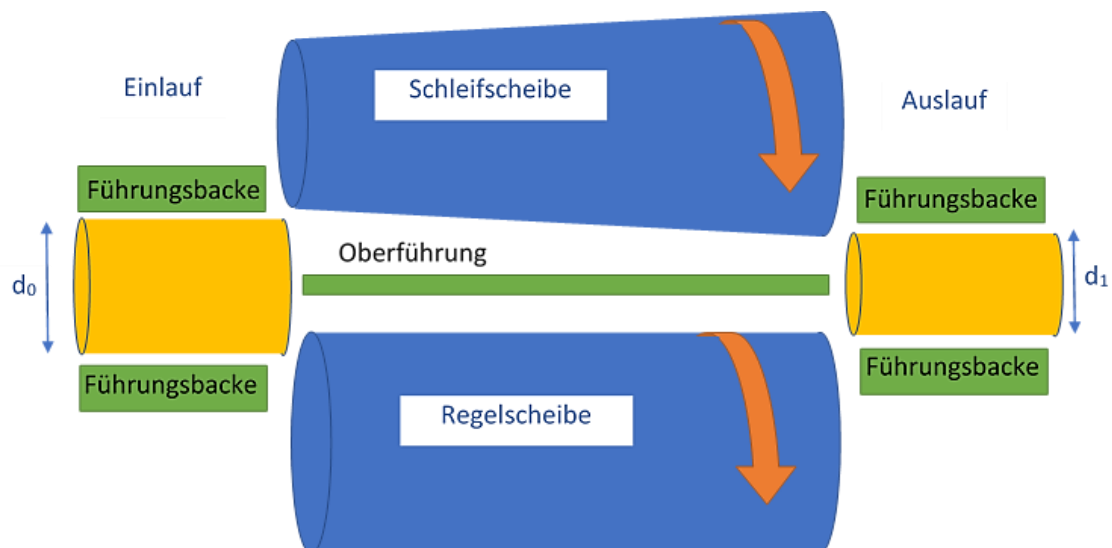 Einlauf
Schleifscheibe
Auslauf
Führungsbacke
Führungsbacke
Oberführung
d₀
d₁
Führungsbacke
Führungsbacke
Regelscheibe